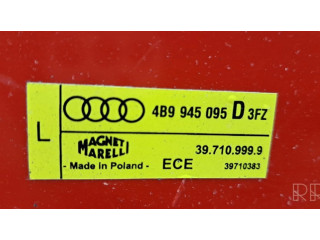 4B9 945 095 D 3FZ
L
MAGNETI
MARELLI
39.710.999.9
- Made in Poland - ECE 39710383